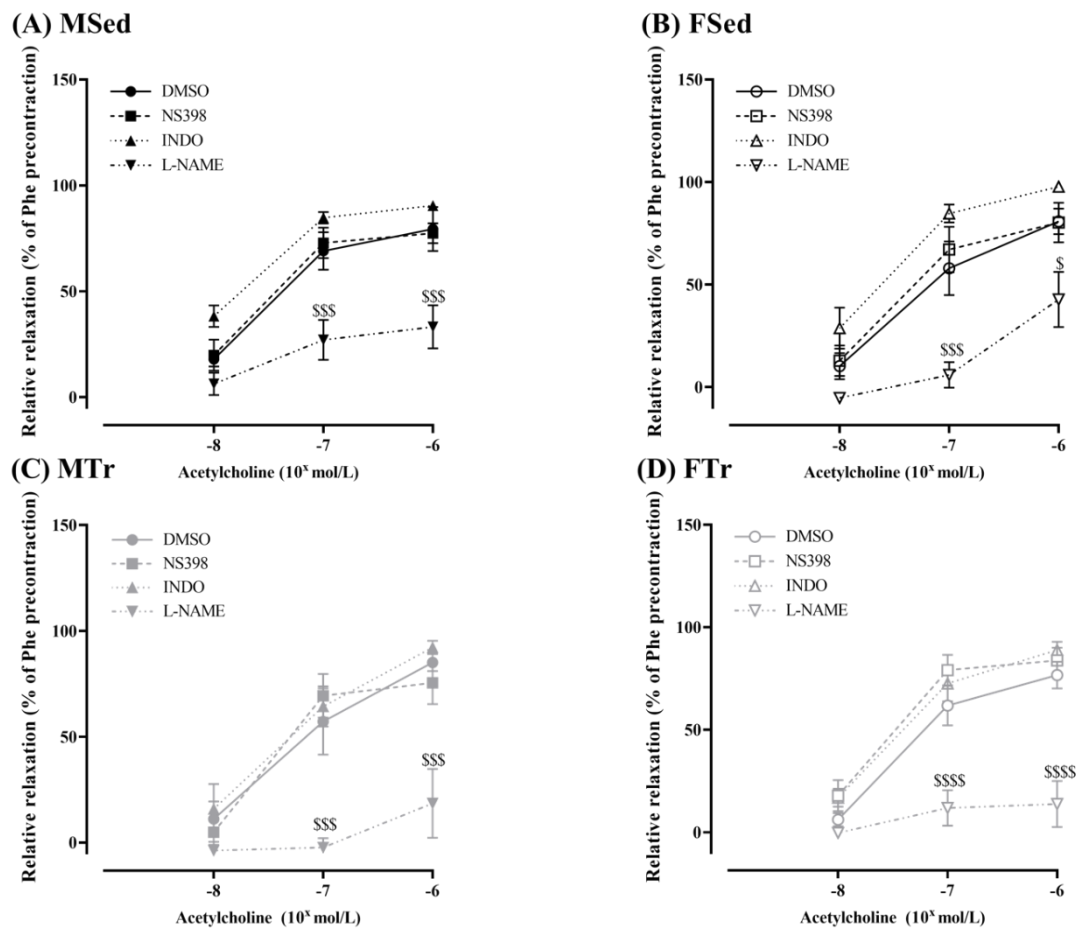 (A) MSed
Relative relaxation (% of Phe precontraction)
150
100
50
0
DMSO
NS398
INDO
L-NAME
$$$
$$$
-8
-7
-6
Acetylcholine (10ˣ mol/L)
(B) FSed
Relative relaxation (% of Phe precontraction)
150
100
50
0
DMSO
NS398
INDO
L-NAME
$$$
$
-8
-7
-6
Acetylcholine (10ˣ mol/L)
(C) MTr
Relative relaxation (% of Phe precontraction)
150
100
50
0
DMSO
NS398
INDO
L-NAME
$$$
$$$
-8
-7
-6
Acetylcholine (10ˣ mol/L)
(D) FTr
Relative relaxation (% of Phe precontraction)
150
100
50
0
DMSO
NS398
INDO
L-NAME
$$$$
$$$$
-8
-7
-6
Acetylcholine (10ˣ mol/L)